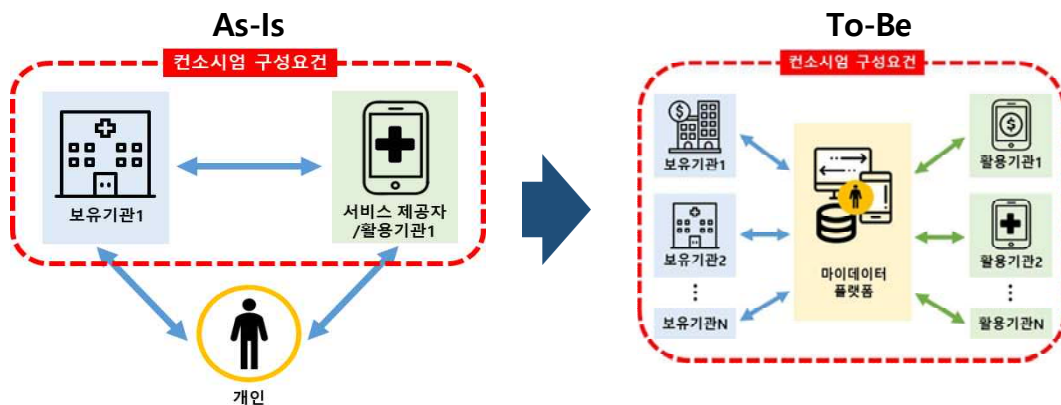 As-Is
컨소시엄 구성요건
보유기관1
서비스 제공자
/활용기관1
개인
To-Be
컨소시엄 구성요건
보유기관1
보유기관2
⋮
보유기관N
마이데이터
플랫폼
활용기관1
활용기관2
⋮
활용기관N